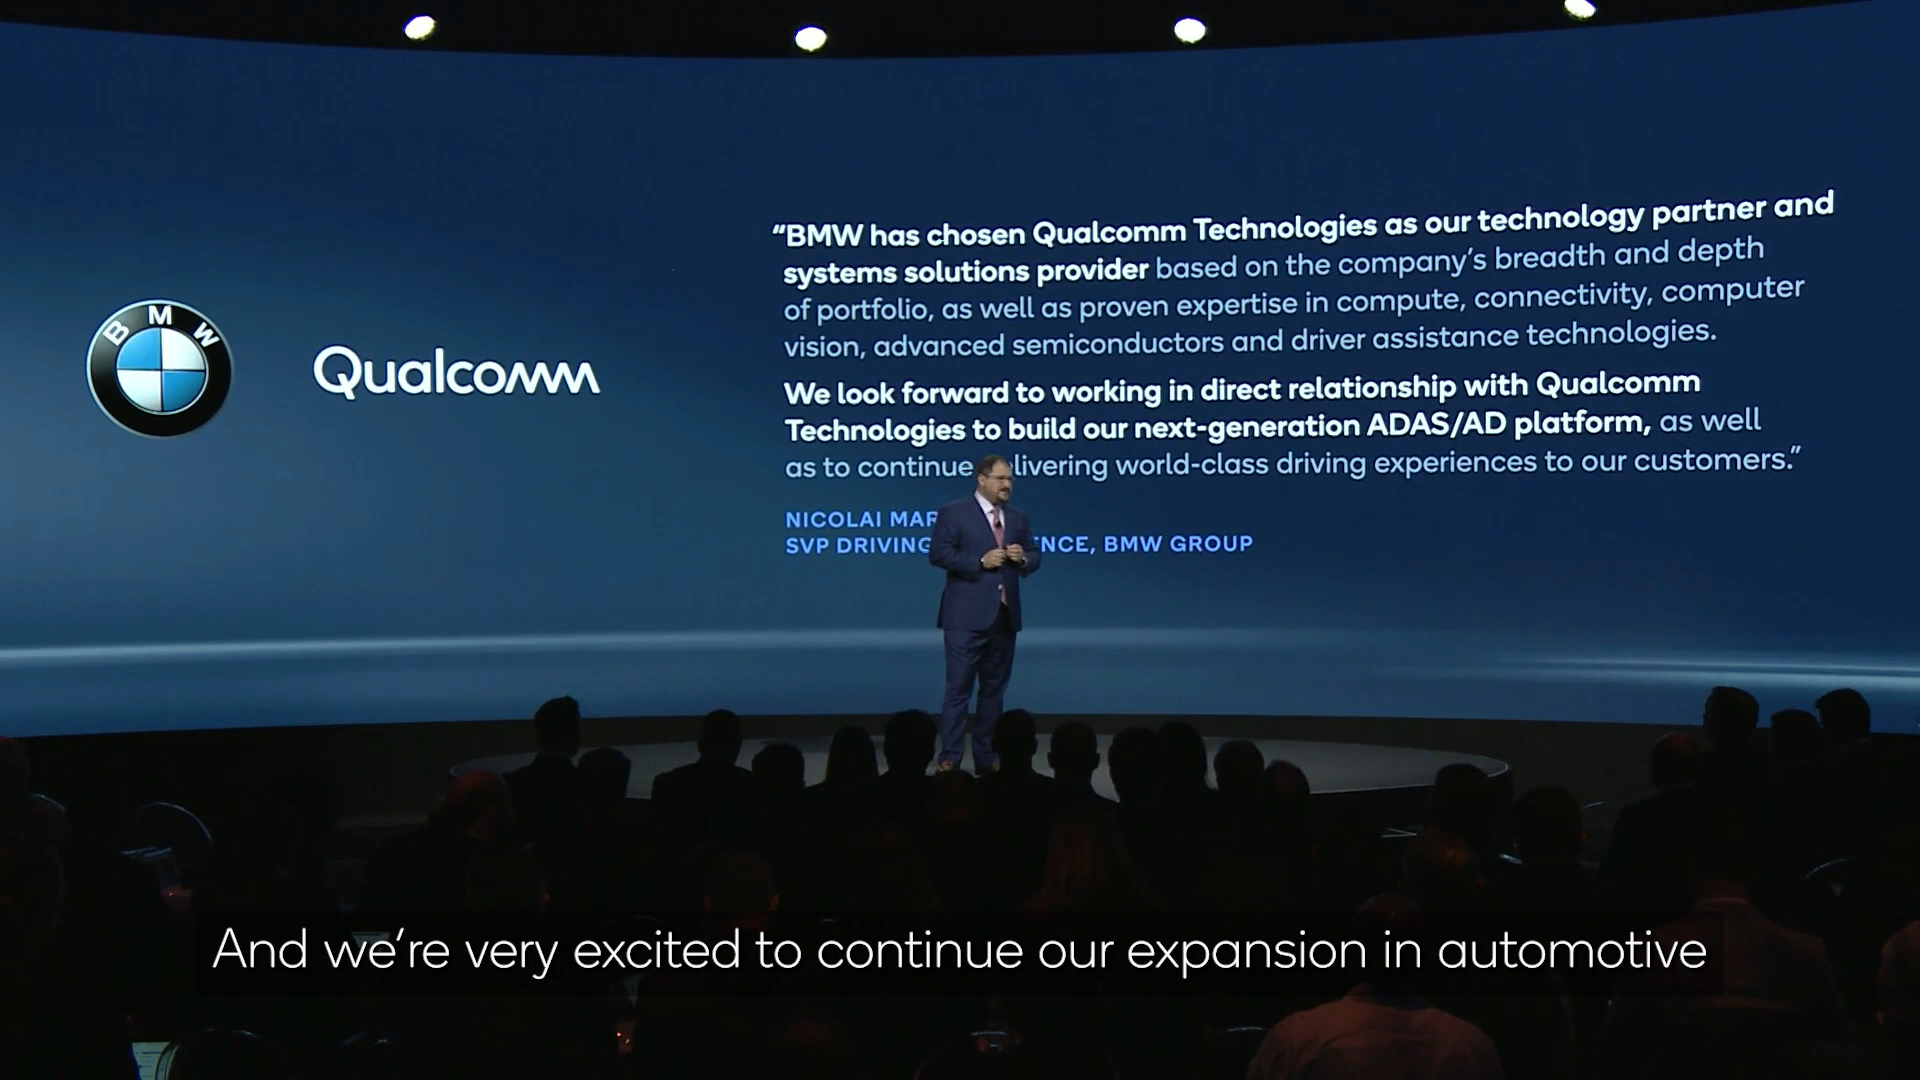 BMW
Qualcomm
“BMW has chosen Qualcomm Technologies as our technology partner and
systems solutions provider based on the company’s breadth and depth
of portfolio, as well as proven expertise in compute, connectivity, computer
vision, advanced semiconductors and driver assistance technologies.
We look forward to working in direct relationship with Qualcomm
Technologies to build our next-generation ADAS/AD platform, as well
as to continue livering world-class driving experiences to our customers.”
NICOLAI MAR
SVP DRIVING ENCE, BMW GROUP
And we’re very excited to continue our expansion in automotive